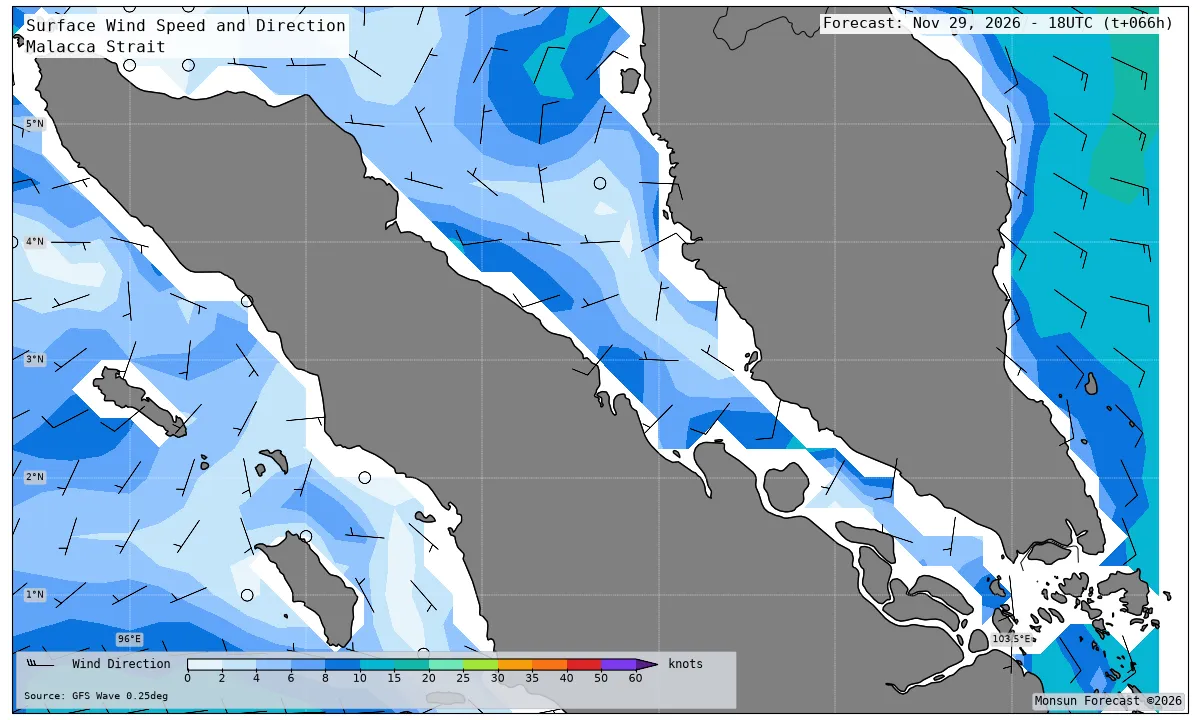 Surface Wind Speed and Direction
Malacca Strait
Forecast: Nov 29, 2026 - 18UTC (t+066h)
5°N
4°N
3°N
2°N
1°N
96°E
103.5°E
Wind Direction
0 2 4 6 8 10 15 20 25 30 35 40 50 60
knots
Source: GFS Wave 0.25deg
Monsun Forecast ©2026